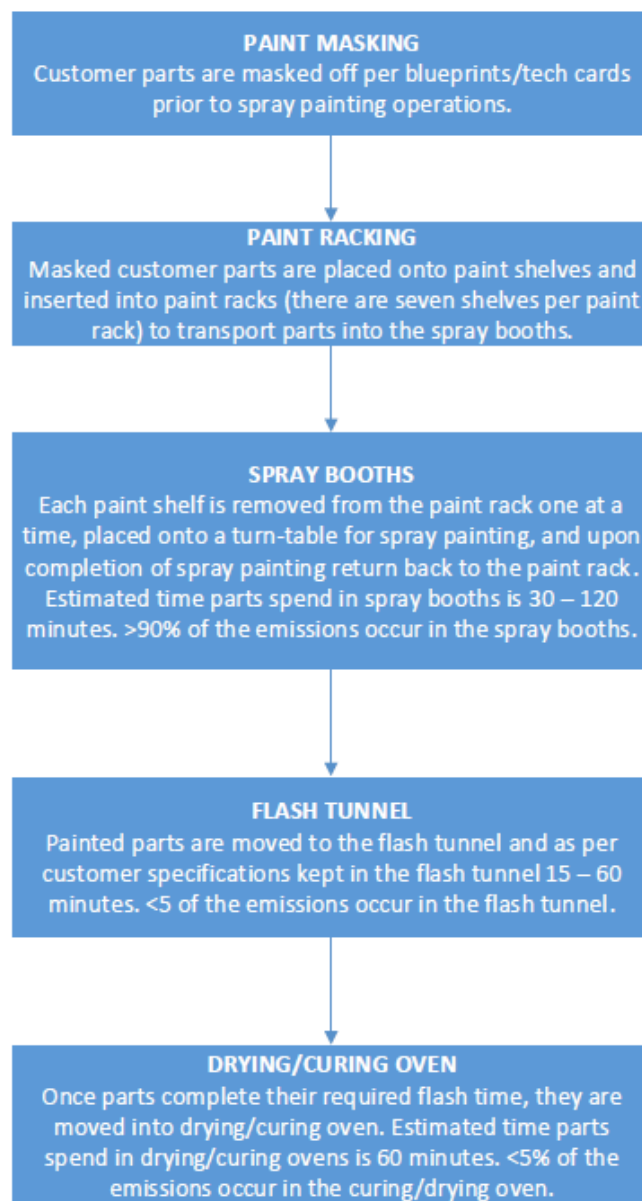 PAINT MASKING
Customer parts are masked off per blueprints/tech cards
prior to spray painting operations.
PAINT RACKING
Masked customer parts are placed onto paint shelves and
inserted into paint racks (there are seven shelves per paint
rack) to transport parts into the spray booths.
SPRAY BOOTHS
Each paint shelf is removed from the paint rack one at a
time, placed onto a turn-table for spray painting, and upon
completion of spray painting return back to the paint rack.
Estimated time parts spend in spray booths is 30 – 120
minutes. >90% of the emissions occur in the spray booths.
FLASH TUNNEL
Painted parts are moved to the flash tunnel and as per
customer specifications kept in the flash tunnel 15 – 60
minutes. <5 of the emissions occur in the flash tunnel.
DRYING/CURING OVEN
Once parts complete their required flash time, they are
moved into drying/curing oven. Estimated time parts
spend in drying/curing ovens is 60 minutes. <5% of the
emissions occur in the curing/drying oven.